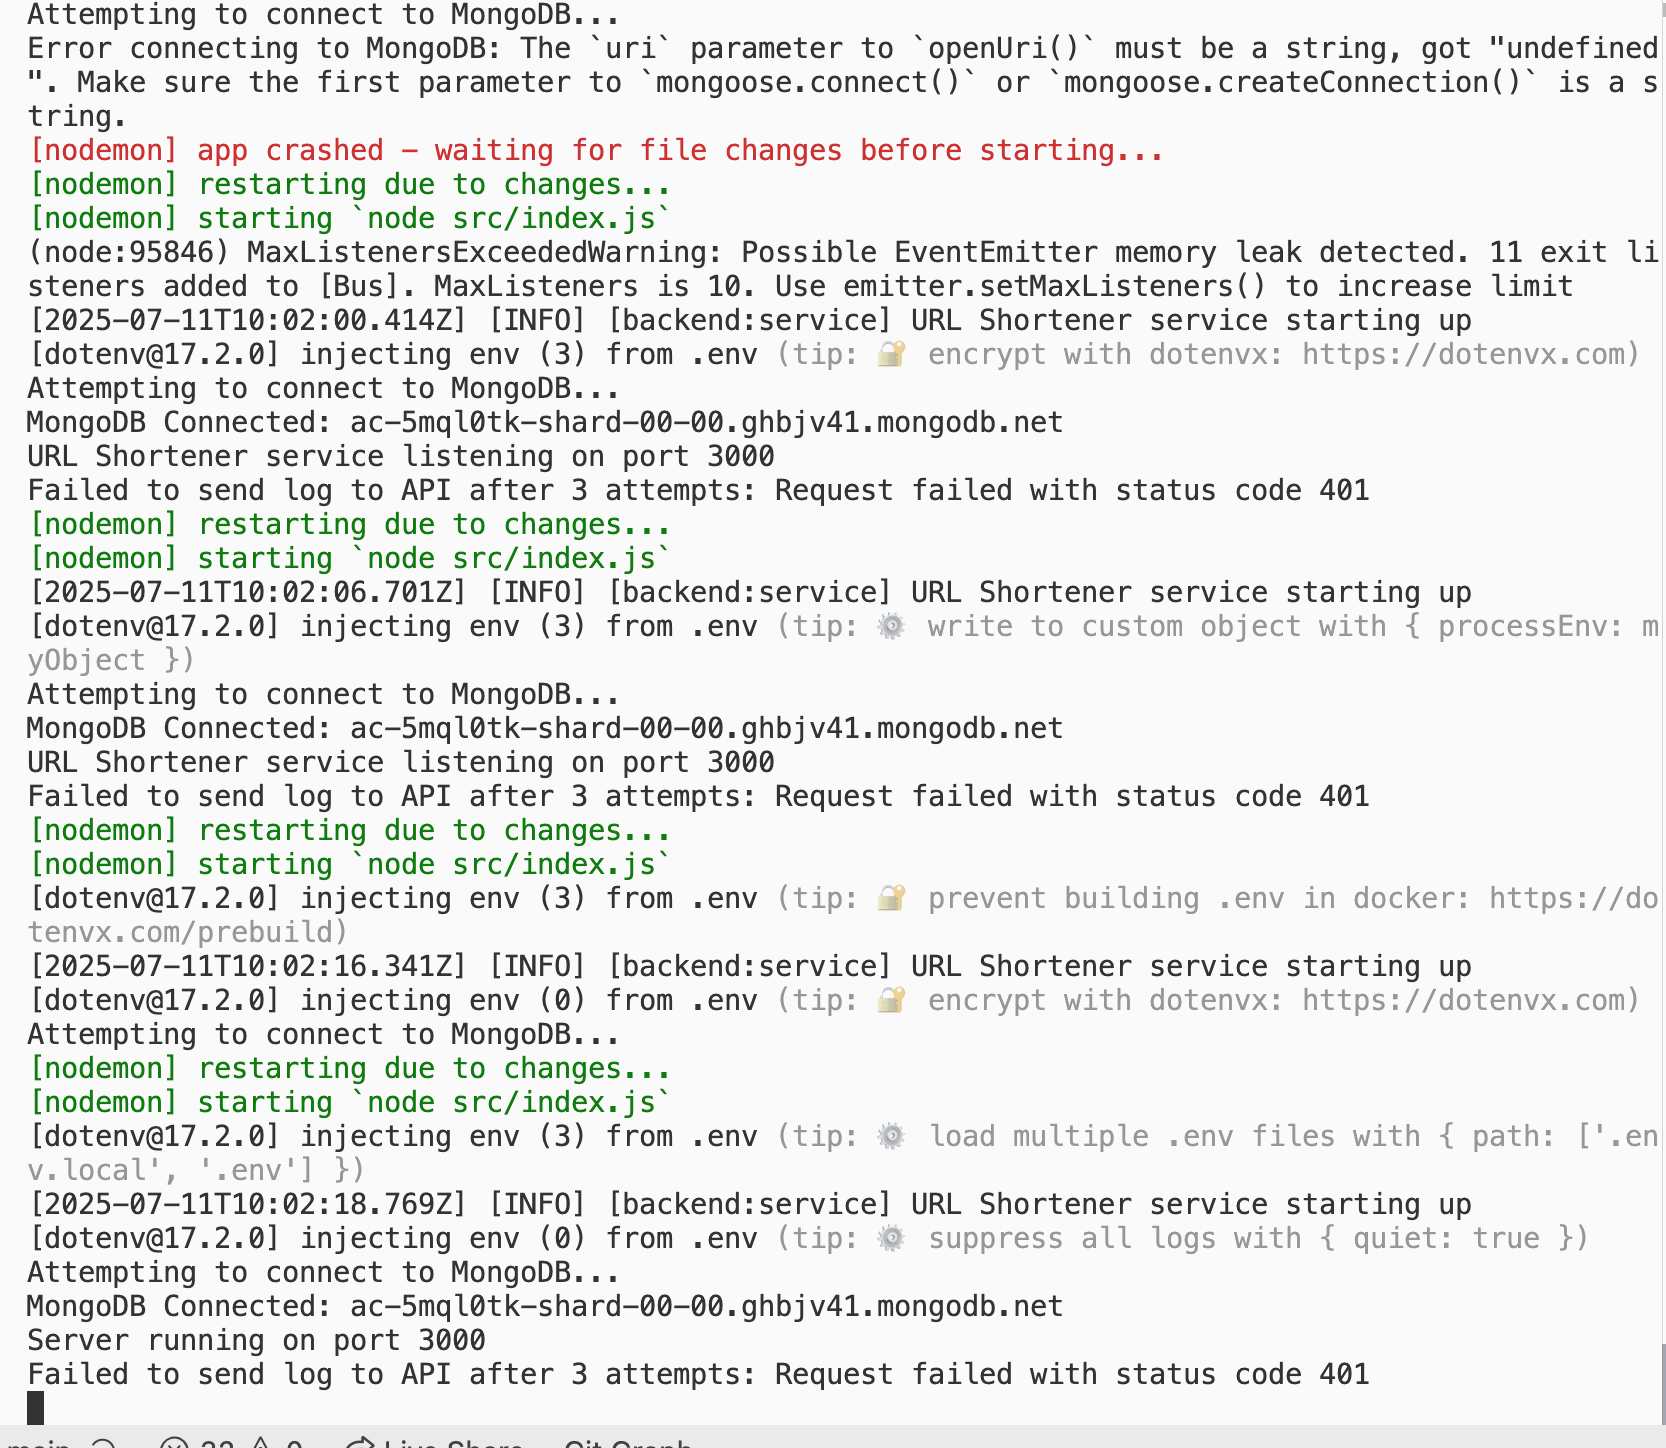 Attempting to connect to MongoDB...
Error connecting to MongoDB: The `uri` parameter to `openUri()` must be a string, got "undefined
". Make sure the first parameter to `mongoose.connect()` or `mongoose.createConnection()` is a s
tring.
[nodemon] app crashed - waiting for file changes before starting...
[nodemon] restarting due to changes...
[nodemon] starting `node src/index.js`
(node:95846) MaxListenersExceededWarning: Possible EventEmitter memory leak detected. 11 exit li
steners added to [Bus]. MaxListeners is 10. Use emitter.setMaxListeners() to increase limit
[2025-07-11T10:02:00.414Z] [INFO] [backend:service] URL Shortener service starting up
[dotenv@17.2.0] injecting env (3) from .env (tip: 🔐 encrypt with dotenvx: https://dotenvx.com)
Attempting to connect to MongoDB...
MongoDB Connected: ac-5mql0tk-shard-00-00.ghbjv41.mongodb.net
URL Shortener service listening on port 3000
Failed to send log to API after 3 attempts: Request failed with status code 401
[nodemon] restarting due to changes...
[nodemon] starting `node src/index.js`
[2025-07-11T10:02:06.701Z] [INFO] [backend:service] URL Shortener service starting up
[dotenv@17.2.0] injecting env (3) from .env (tip: ⚙️ write to custom object with { processEnv: m
yObject })
Attempting to connect to MongoDB...
MongoDB Connected: ac-5mql0tk-shard-00-00.ghbjv41.mongodb.net
URL Shortener service listening on port 3000
Failed to send log to API after 3 attempts: Request failed with status code 401
[nodemon] restarting due to changes...
[nodemon] starting `node src/index.js`
[dotenv@17.2.0] injecting env (3) from .env (tip: 🔐 prevent building .env in docker: https://do
tenvx.com/prebuild)
[2025-07-11T10:02:16.341Z] [INFO] [backend:service] URL Shortener service starting up
[dotenv@17.2.0] injecting env (0) from .env (tip: 🔐 encrypt with dotenvx: https://dotenvx.com)
Attempting to connect to MongoDB...
[nodemon] restarting due to changes...
[nodemon] starting `node src/index.js`
[dotenv@17.2.0] injecting env (3) from .env (tip: ⚙️ load multiple .env files with { path: ['.en
v.local', '.env'] })
[2025-07-11T10:02:18.769Z] [INFO] [backend:service] URL Shortener service starting up
[dotenv@17.2.0] injecting env (0) from .env (tip: ⚙️ suppress all logs with { quiet: true })
Attempting to connect to MongoDB...
MongoDB Connected: ac-5mql0tk-shard-00-00.ghbjv41.mongodb.net
Server running on port 3000
Failed to send log to API after 3 attempts: Request failed with status code 401
main Live Share Git Graph